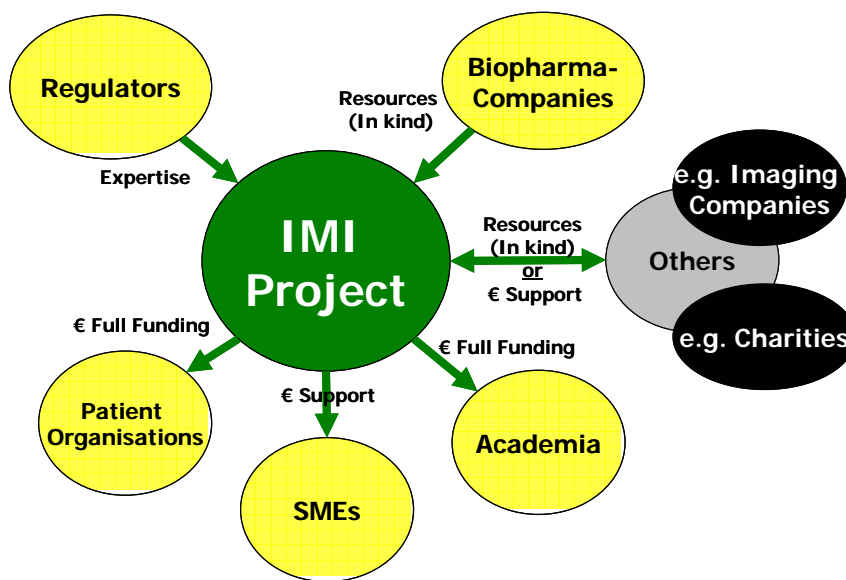 Regulators
Biopharma-
Companies
Resources
(In kind)
Expertise
e.g. Imaging
Companies
IMI
Project
Resources
(In kind)
or
€ Support
Others
€ Full Funding
€ Full Funding
e.g. Charities
€ Support
Patient
Organisations
Academia
SMEs